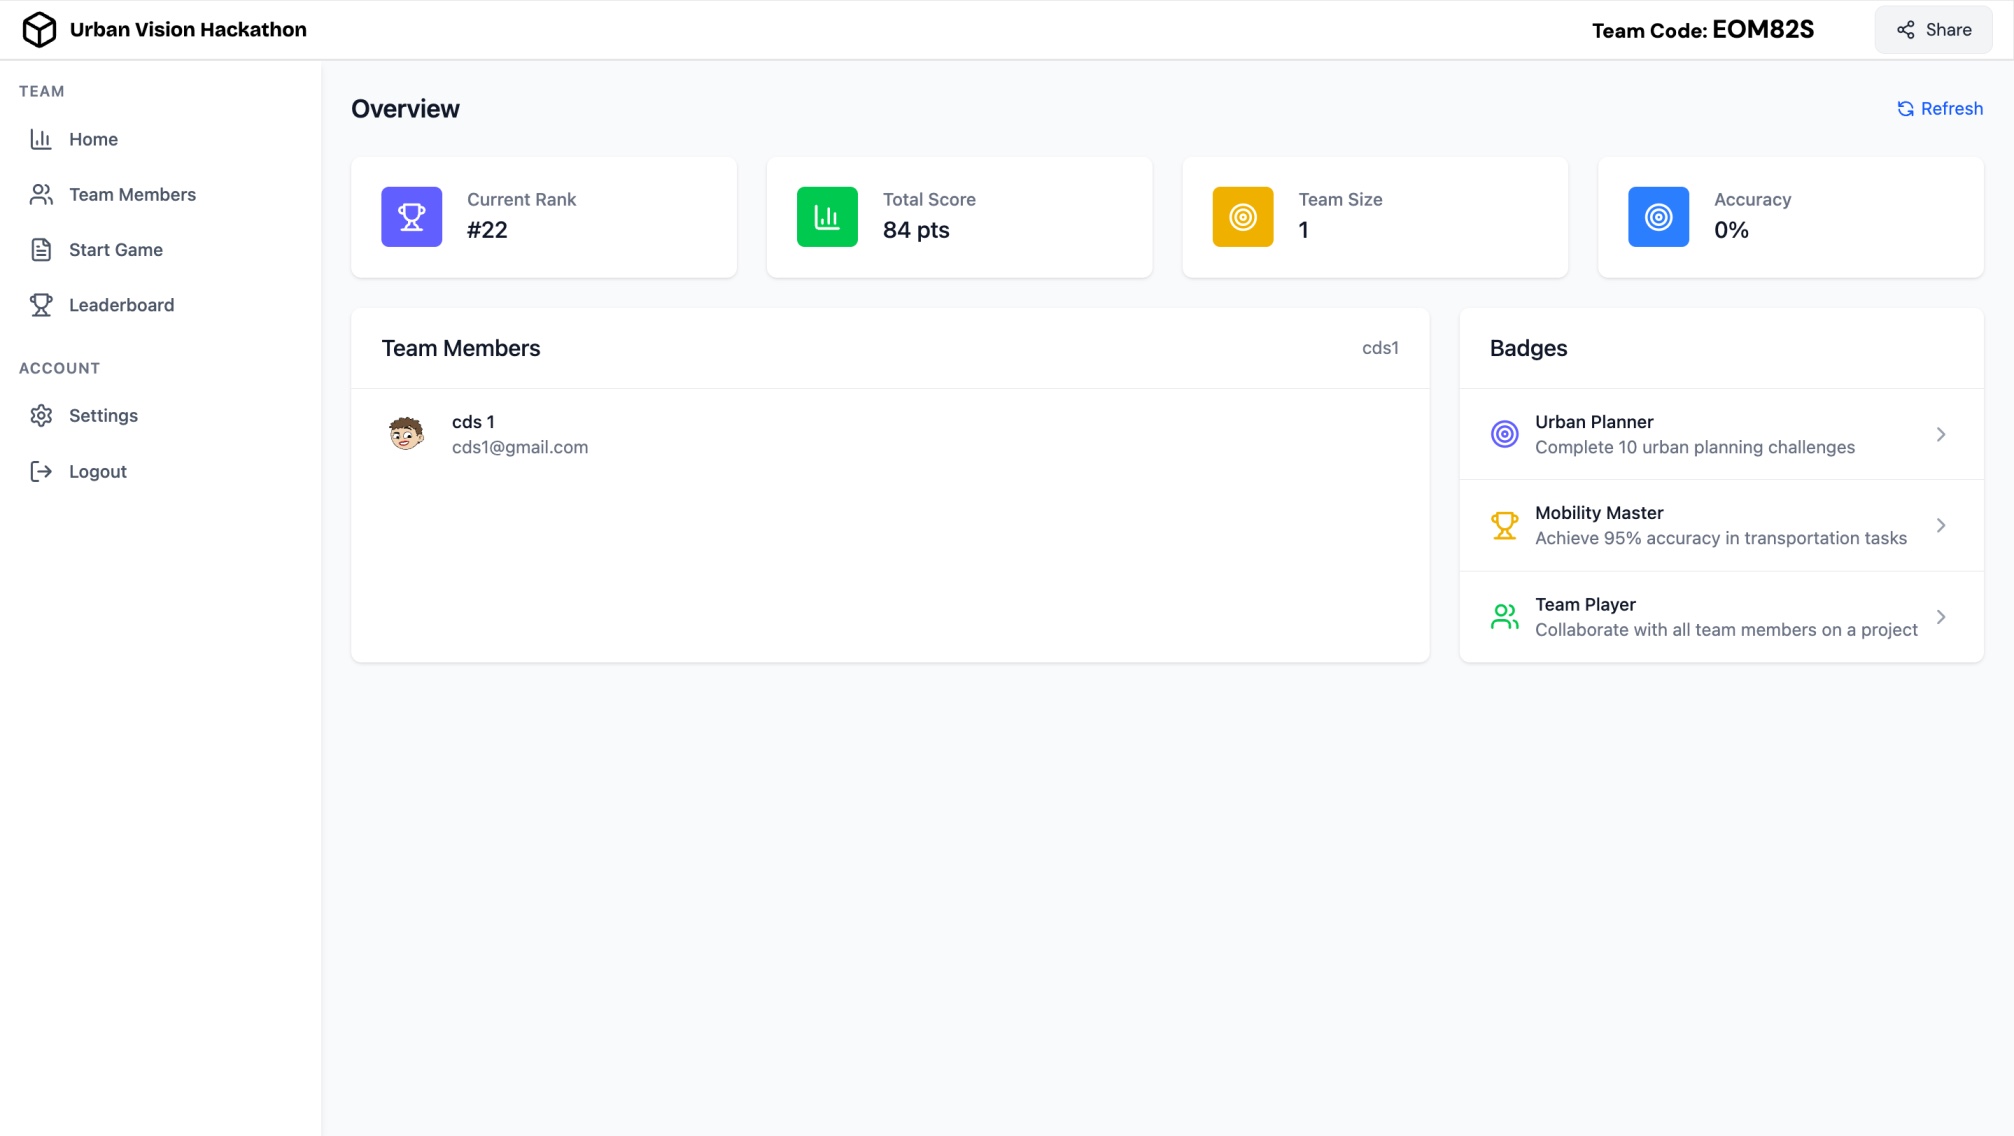 Urban Vision Hackathon
Team Code: EOM82S
Share
TEAM
Home
Team Members
Start Game
Leaderboard
ACCOUNT
Settings
Logout
Overview
Refresh
Current Rank
#22
Total Score
84 pts
Team Size
1
Accuracy
0%
Team Members
cds1
cds 1
cds1@gmail.com
Badges
Urban Planner
Complete 10 urban planning challenges
Mobility Master
Achieve 95% accuracy in transportation tasks
Team Player
Collaborate with all team members on a project